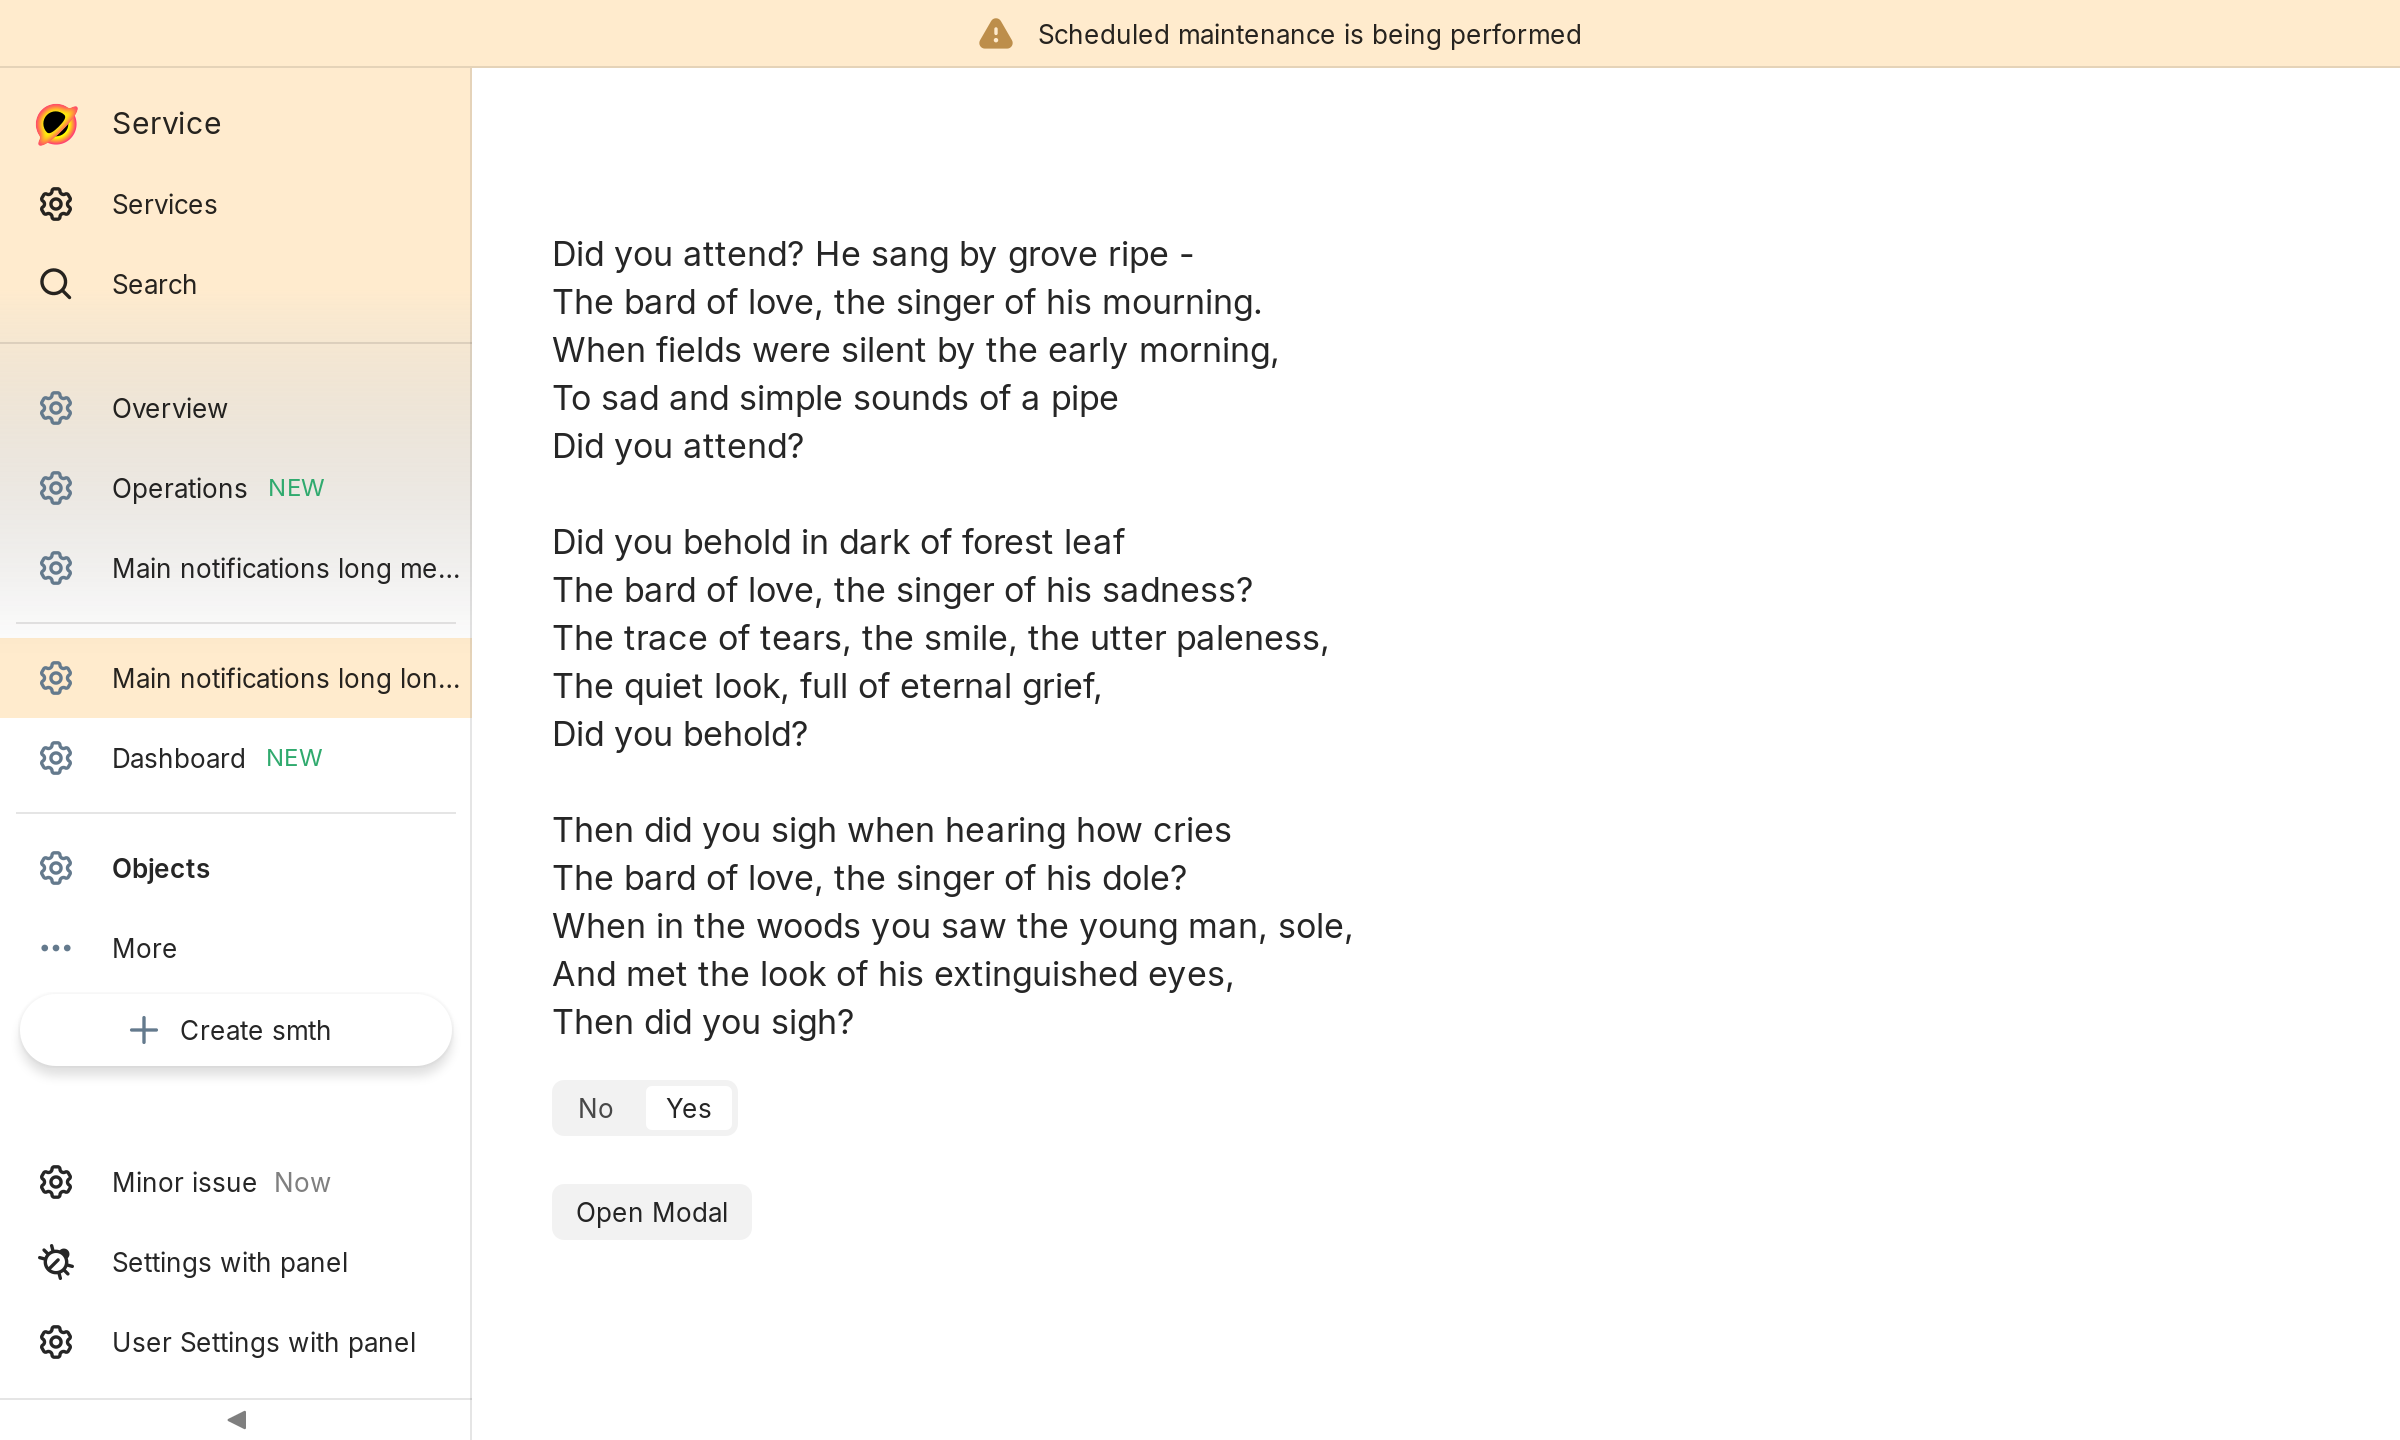 Scheduled maintenance is being performed
Service
Services
Search
Overview
Operations NEW
Main notifications long me...
Main notifications long lon...
Dashboard NEW
Objects
More
Create smth
Minor issue Now
Settings with panel
User Settings with panel
Did you attend? He sang by grove ripe -
The bard of love, the singer of his mourning.
When fields were silent by the early morning,
To sad and simple sounds of a pipe
Did you attend?
Did you behold in dark of forest leaf
The bard of love, the singer of his sadness?
The trace of tears, the smile, the utter paleness,
The quiet look, full of eternal grief,
Did you behold?
Then did you sigh when hearing how cries
The bard of love, the singer of his dole?
When in the woods you saw the young man, sole,
And met the look of his extinguished eyes,
Then did you sigh?
No Yes
Open Modal